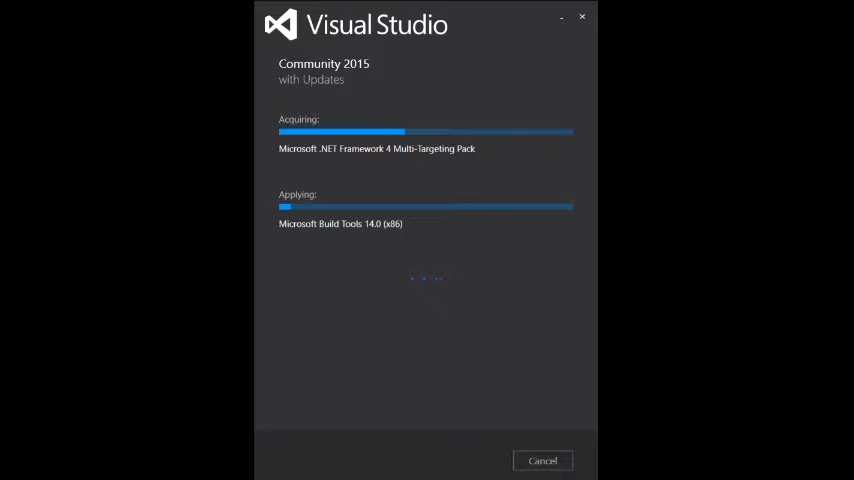 Visual Studio
Community 2015
with Updates
Acquiring:
Microsoft .NET Framework 4 Multi-Targeting Pack
Applying:
Microsoft Build Tools 14.0 (x86)
Cancel